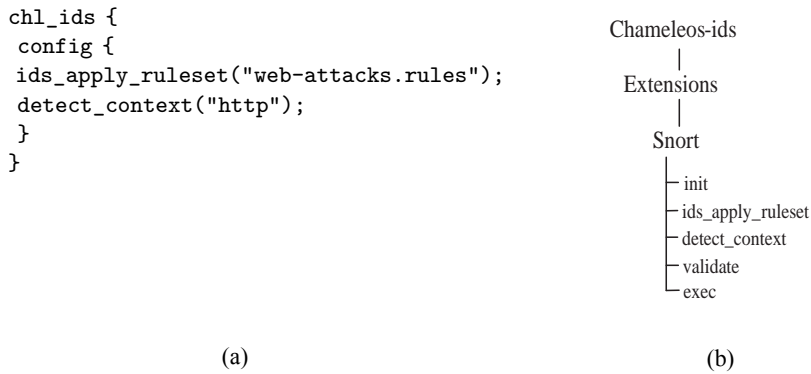 chl_ids {
config {
ids_apply_ruleset("web-attacks.rules");
detect_context("http");
}
}
(a)
Chameleos-ids
Extensions
Snort
init
ids_apply_ruleset
detect_context
validate
exec
(b)